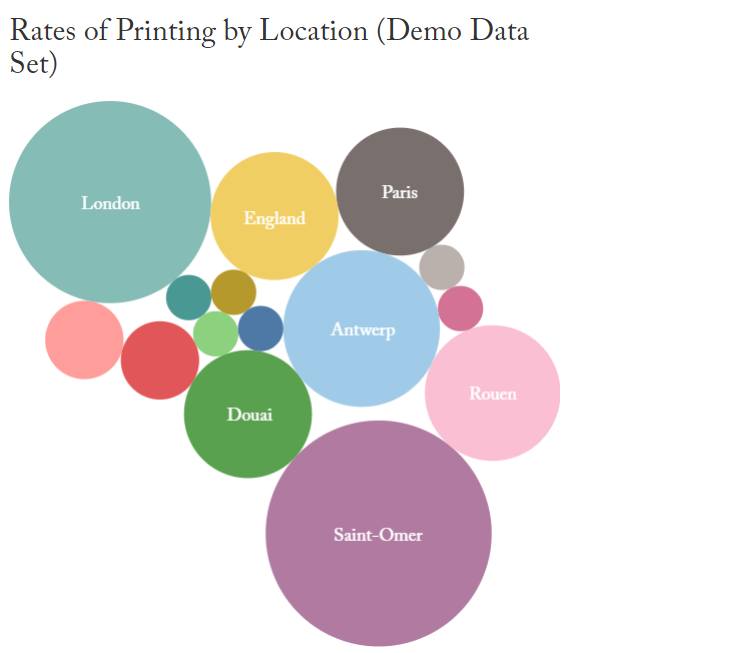 Rates of Printing by Location (Demo Data
Set)
London
England
Paris
Antwerp
Rouen
Douai
Saint-Omer